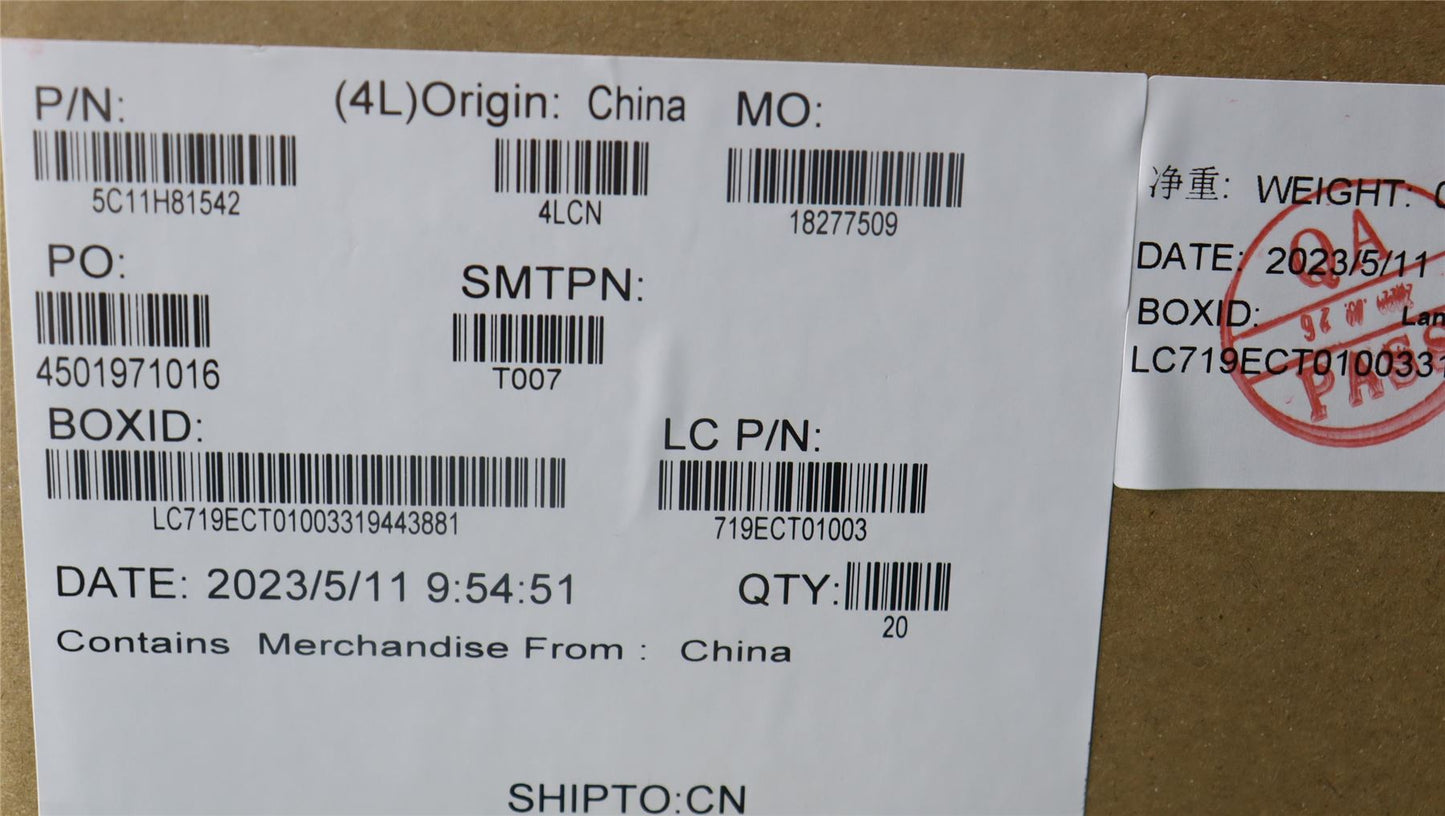 P/N:
(4L)Origin: China
MO:
5C11H81542
4LCN
18277509
PO:
SMTPN:
4501971016
T007
BOXID:
LC P/N:
LC719ECT01003319443881
719ECT01003
DATE: 2023/5/11 9:54:51
QTY:
20
Contains Merchandise From : China
SHIPTO:CN
净重: WEIGHT:
DATE: 2023/5/11
BOXID:
LC719ECT0100331
QA
PASS